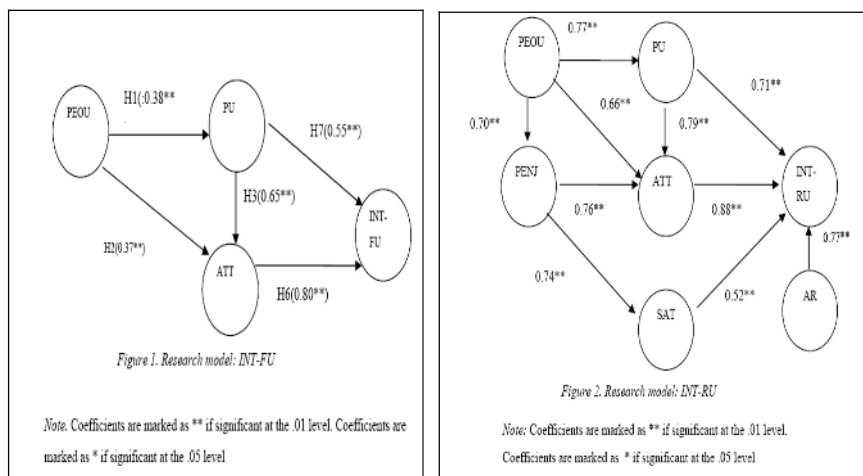 PEOU
H1(:0.38**
PU
H7(0.55**)
H3(0.65**)
INT-
FU
H2(0.37**)
ATT
H6(0.80**)
Figure 1. Research model: INT-FU
Note. Coefficients are marked as ** if significant at the .01 level. Coefficients are
marked as * if significant at the .05 level
PEOU
0.77**
PU
0.71**
0.66**
0.70**
0.79**
PENJ
ATT
INT-
RU
0.76**
0.88**
0.77**
0.74**
0.52**
SAT
AR
Figure 2. Research model: INT-RU
Note: Coefficients are marked as ** if significant at the .01 level.
Coefficients are marked as * if significant at the .05 level